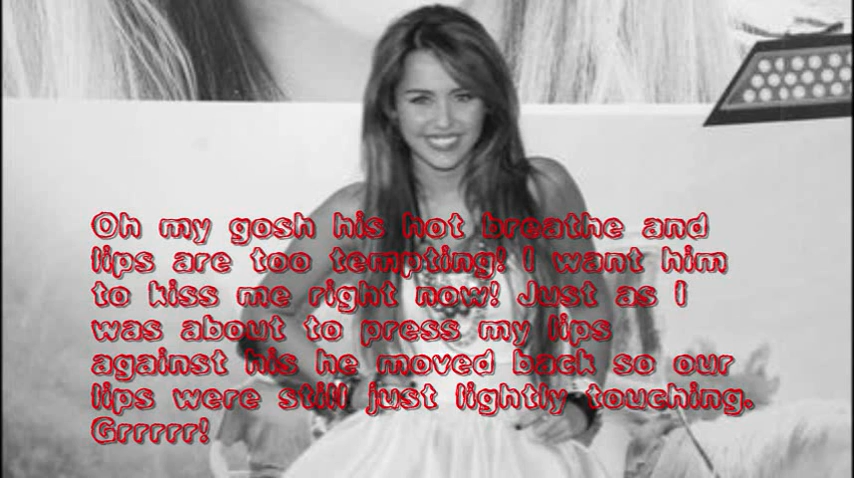 Oh my gosh his hot breathe and
lips are too tempting! I want him
to kiss me right now! Just as I
was about to press my lips
against his he moved back so our
lips were still just lightly touching.
Grrrrr!